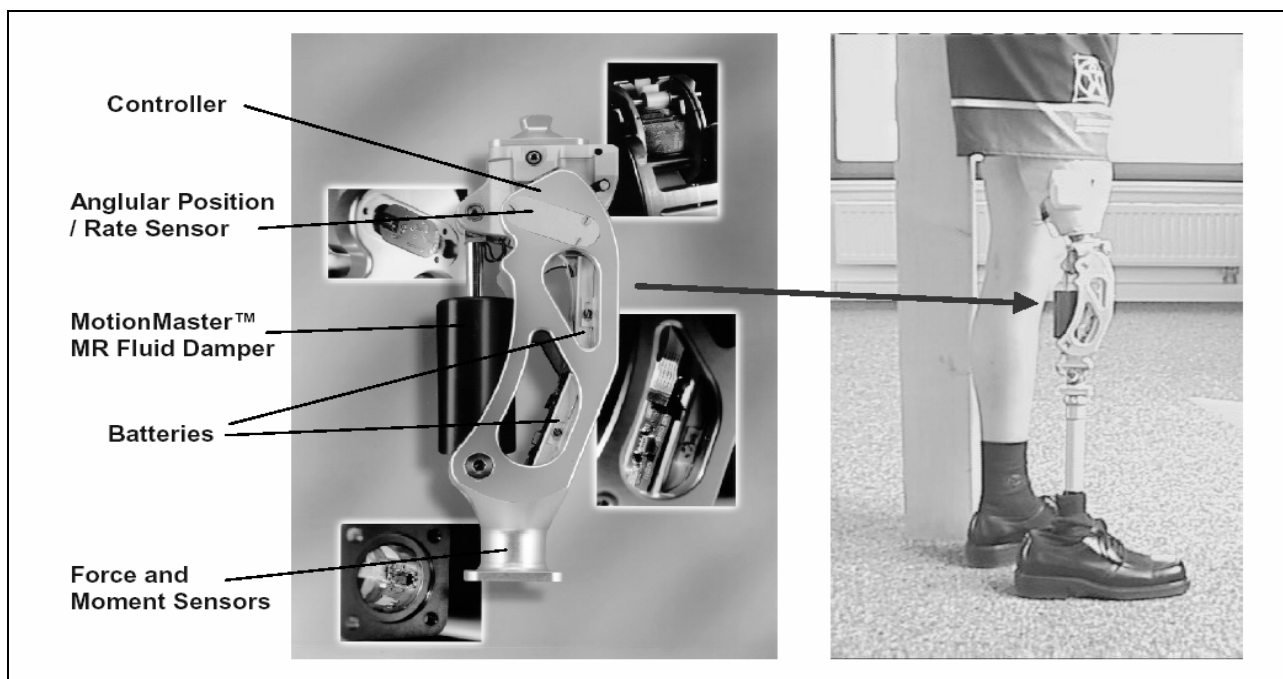 Controller
Anglular Position
/ Rate Sensor
MotionMaster™
MR Fluid Damper
Batteries
Force and
Moment Sensors